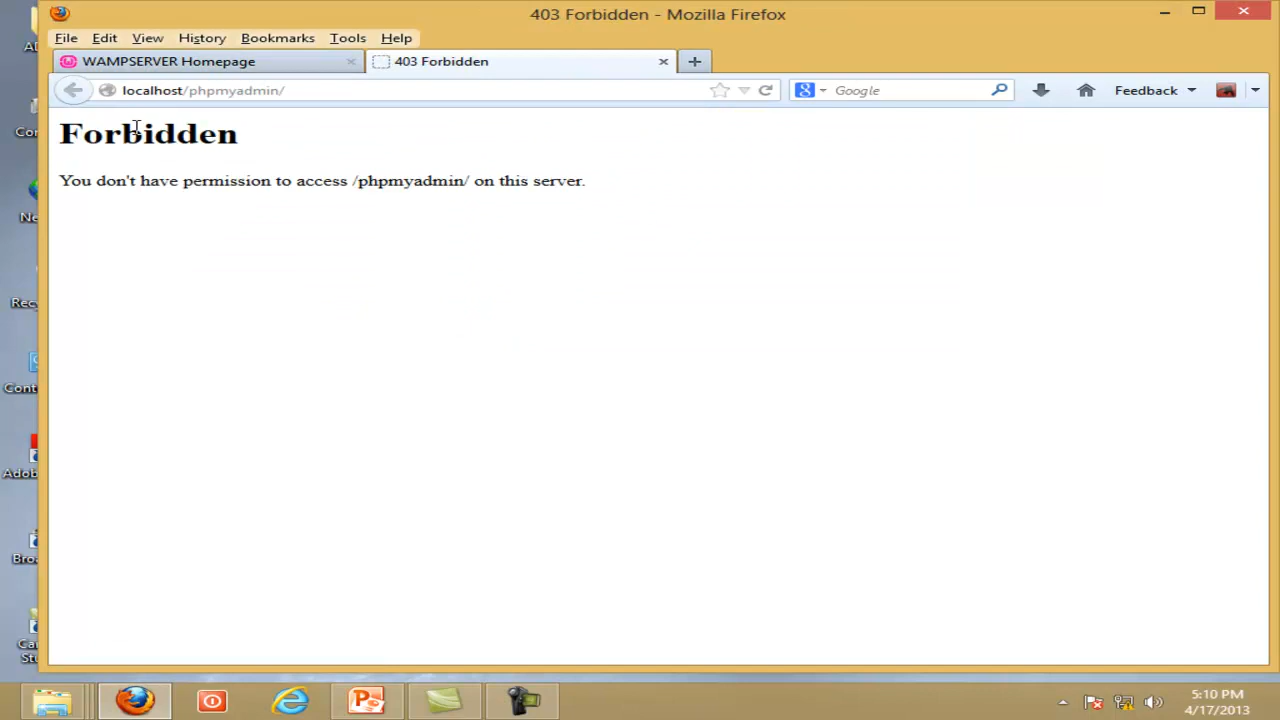 403 Forbidden - Mozilla Firefox
File Edit View History Bookmarks Tools Help
WAMPSERVER Homepage
403 Forbidden
localhost/phpmyadmin/
Google
Feedback
Forbidden
You don't have permission to access /phpmyadmin/ on this server.
5:10 PM
4/17/2013